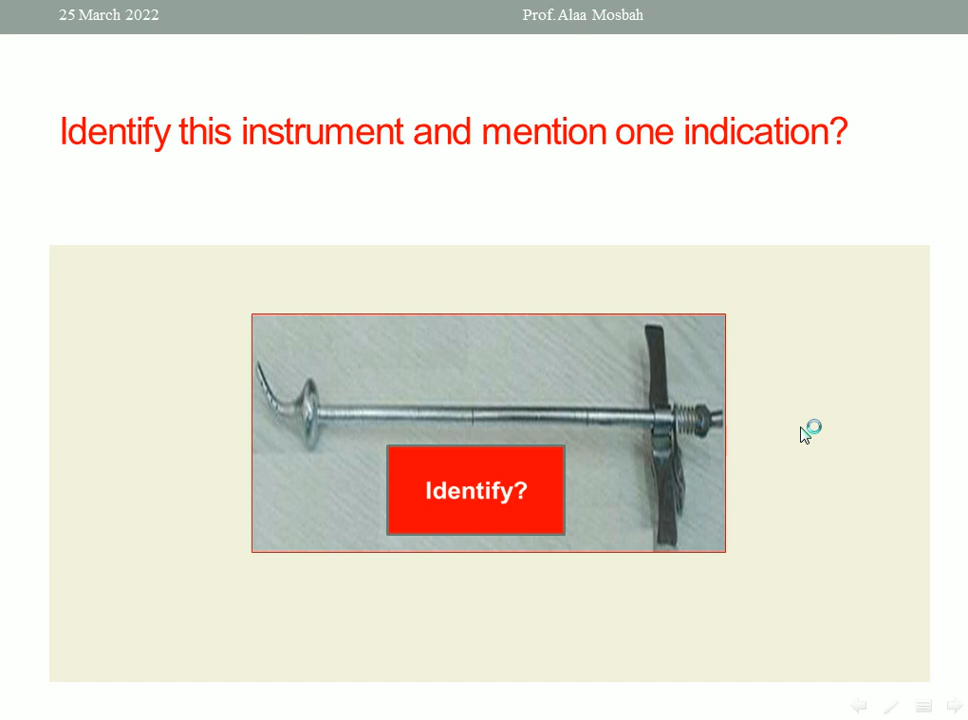 25 March 2022 Prof. Alaa Mosbah
Identify this instrument and mention one indication?
Identify?